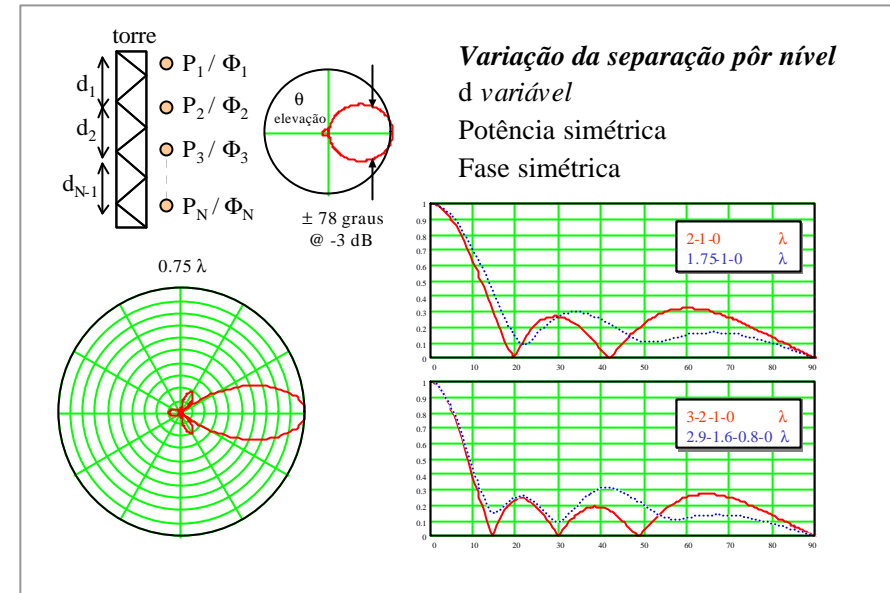 torre
d1
d2
dN-1
P1 / Φ1
P2 / Φ2
P3 / Φ3
PN / ΦN
θ
elevação
± 78 graus
@ -3 dB
Variação da separação pôr nível
d variável
Potência simétrica
Fase simétrica
0.75 λ
1
0.9
0.8
0.7
0.6
0.5
0.4
0.3
0.2
0.1
0
2-1-0 λ
1.75-1-0 λ
0 10 20 30 40 50 60 70 80 90
1
0.9
0.8
0.7
0.6
0.5
0.4
0.3
0.2
0.1
0
3-2-1-0 λ
2.9-1.6-0.8-0 λ
0 10 20 30 40 50 60 70 80 90